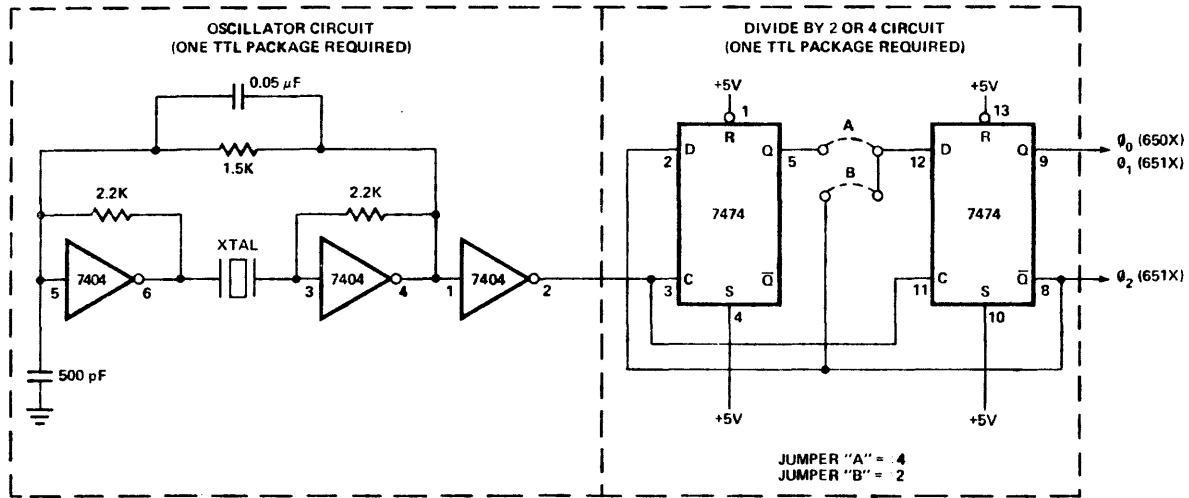 OSCILLATOR CIRCUIT
(ONE TTL PACKAGE REQUIRED)
0.05 µF
1.5K
2.2K
2.2K
XTAL
7404
5
6
7404
3
4
7404
1
2
500 pF
DIVIDE BY 2 OR 4 CIRCUIT
(ONE TTL PACKAGE REQUIRED)
+5V
1
R
2
D
Q
5
7474
3
C
Q̅
S
4
+5V
A
B
+5V
13
R
12
D
Q
9
7474
11
C
Q̅
8
S
10
+5V
ø₀ (650X)
ø₁ (651X)
ø₂ (651X)
JUMPER "A" = 4
JUMPER "B" = 2